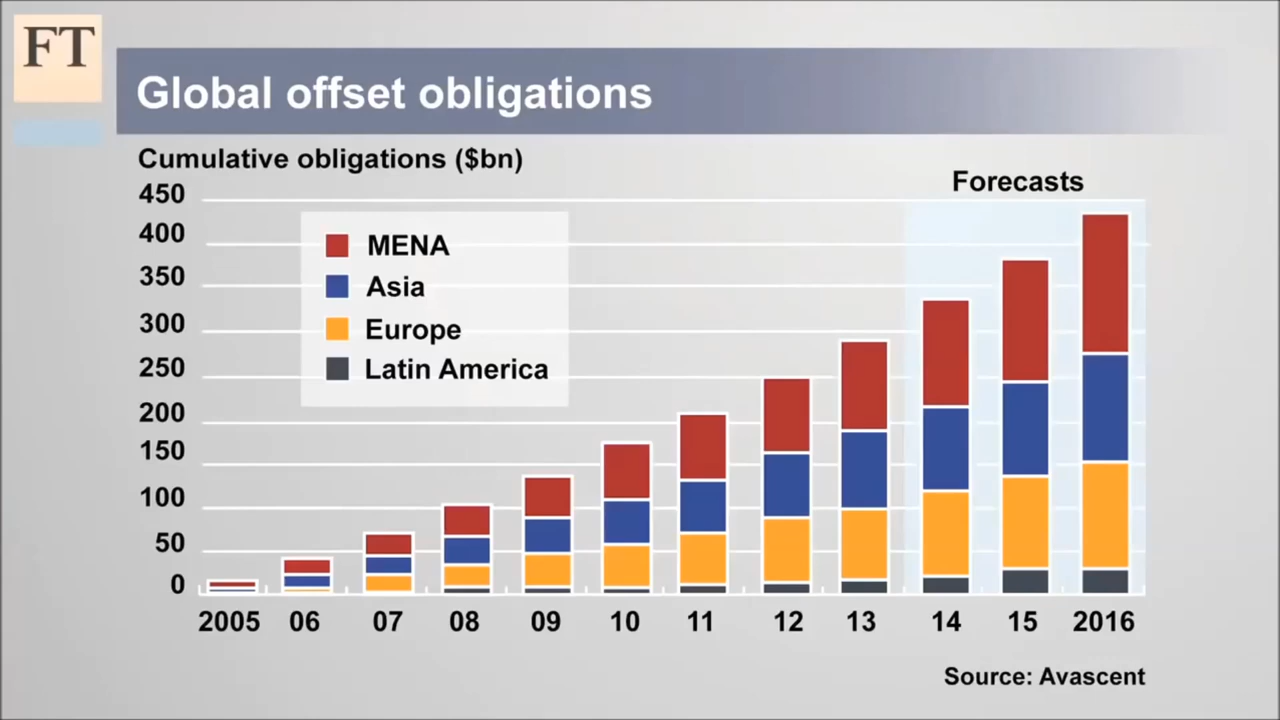 FT
Global offset obligations
Cumulative obligations ($bn)
Forecasts
450
400
350
300
250
200
150
100
50
0
MENA
Asia
Europe
Latin America
2005 06 07 08 09 10 11 12 13 14 15 2016
Source: Avascent